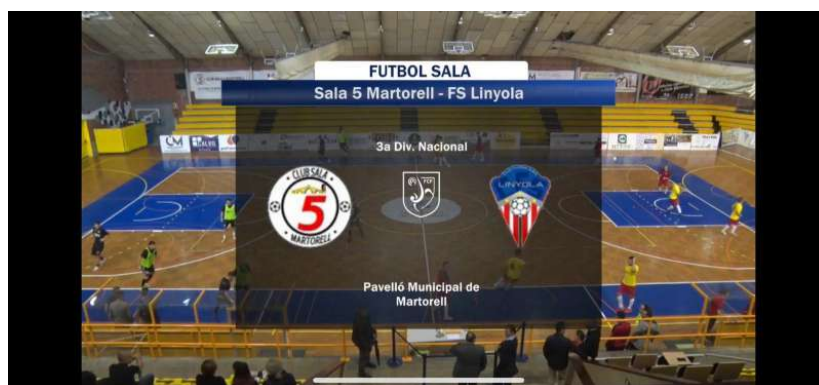 FUTBOL SALA
Sala 5 Martorell - FS Linyola
3a Div. Nacional
CLUB SALA
5
MARTORELL
LINYOLA
Pavelló Municipal de
Martorell